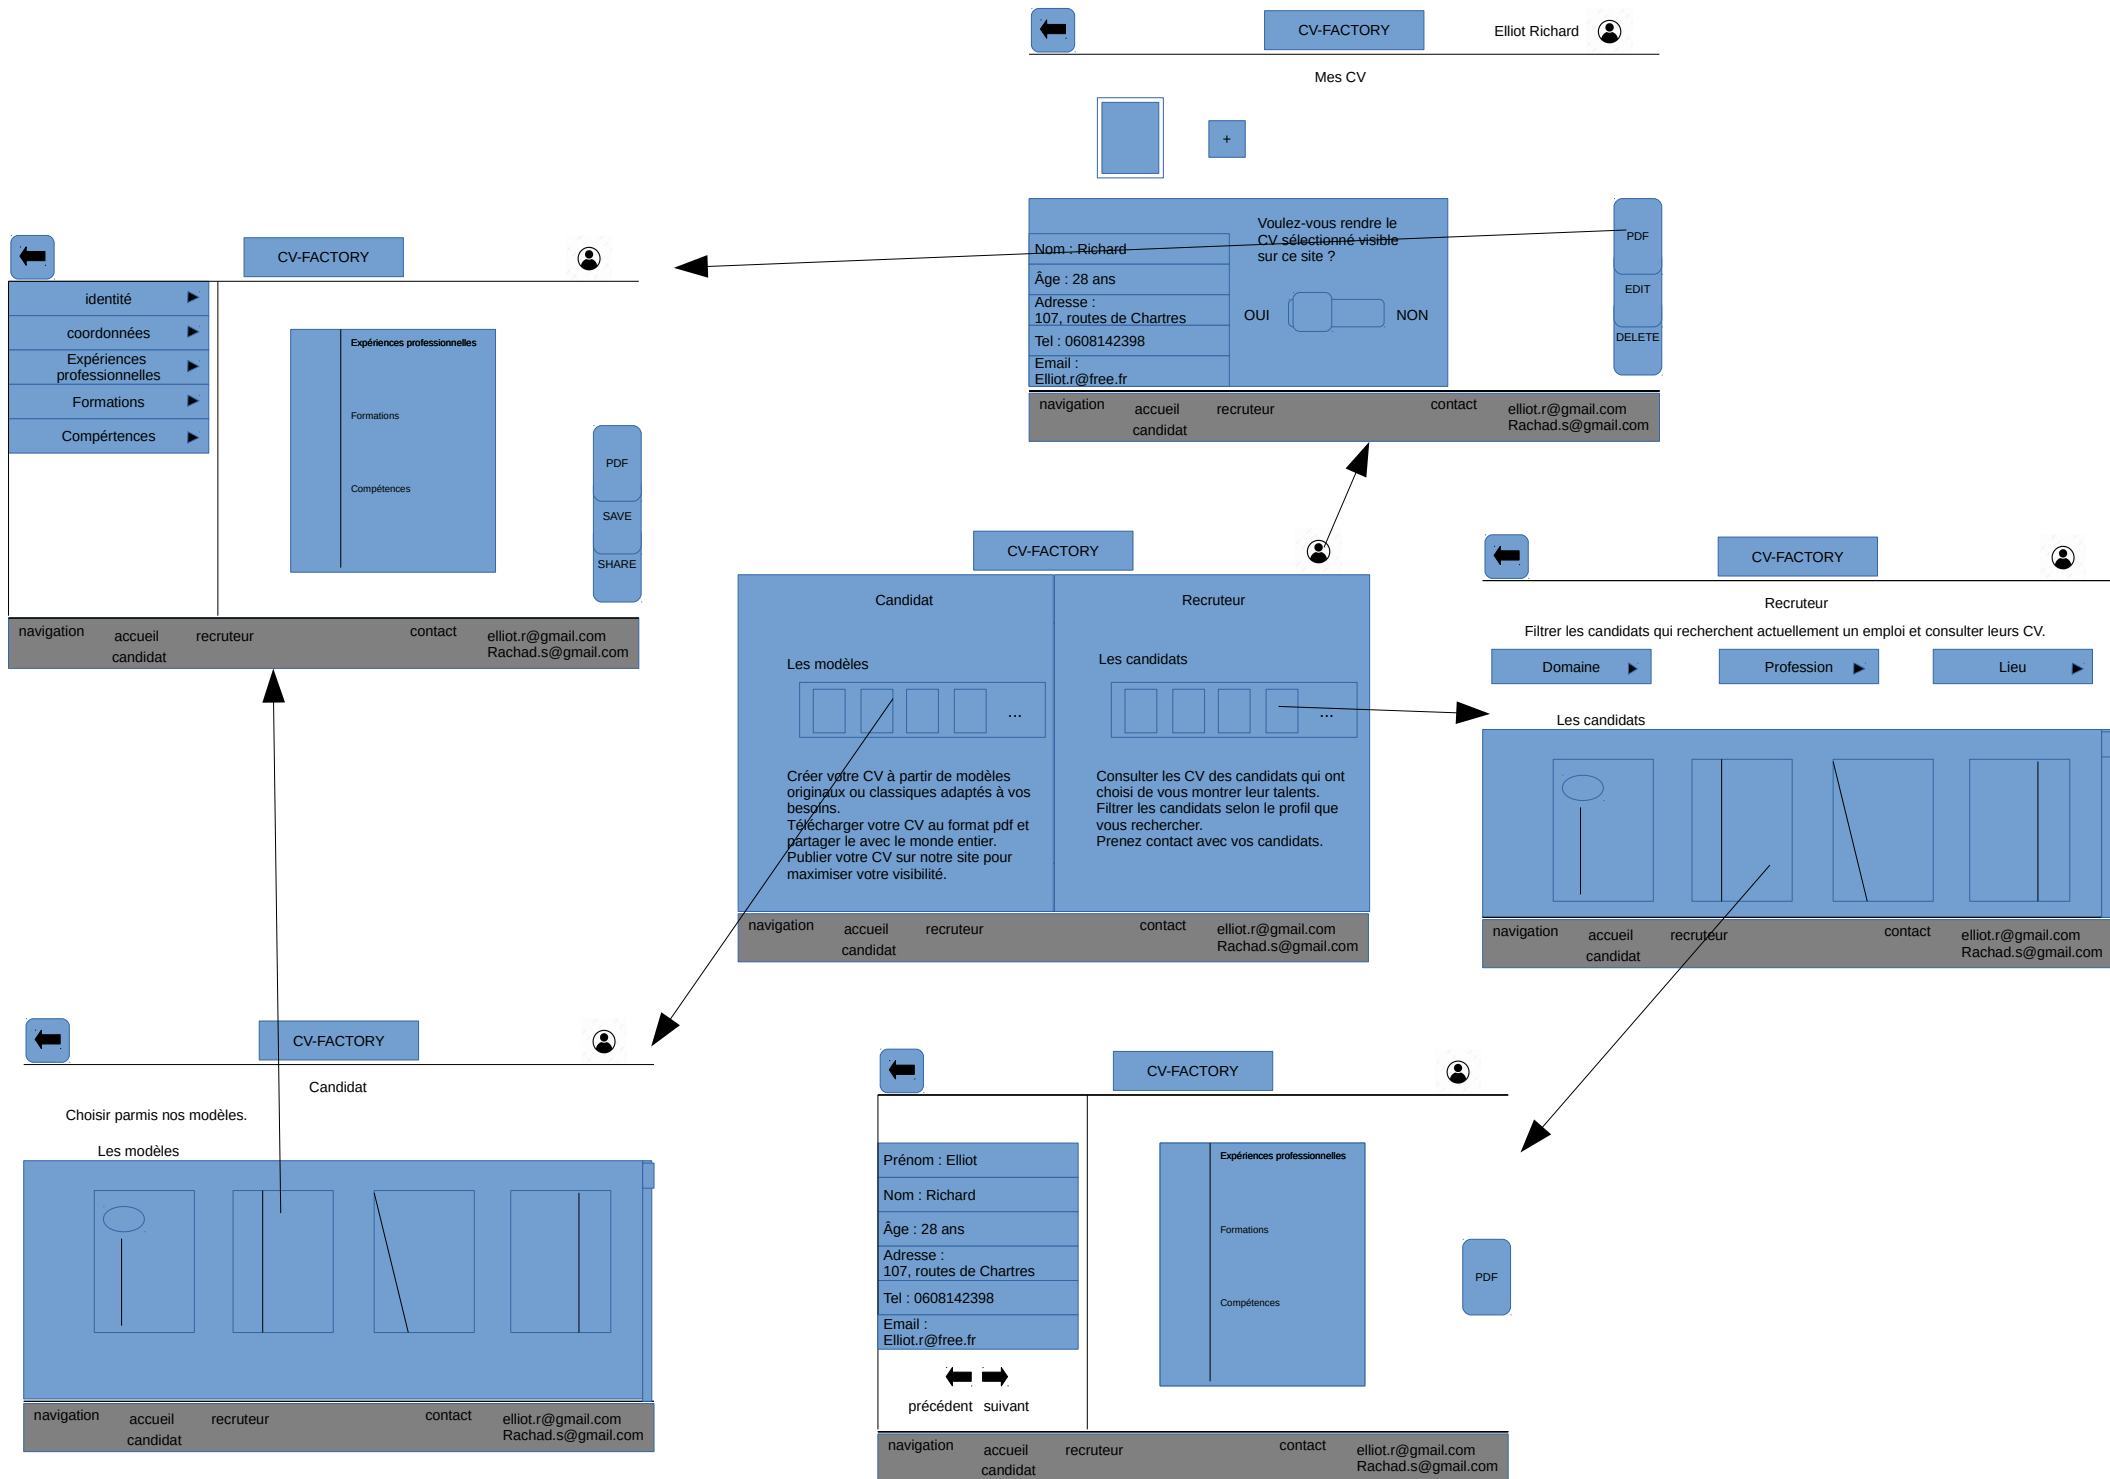 CV-FACTORY
Elliot Richard
Mes CV
+
Nom : Richard
Âge : 28 ans
Adresse :
107, routes de Chartres
Tel : 0608142398
Email :
Elliot.r@free.fr
Voulez-vous rendre le
CV sélectionné visible
sur ce site ?
OUI
NON
PDF
EDIT
DELETE
navigation
accueil
recruteur
candidat
contact
elliot.r@gmail.com
Rachad.s@gmail.com
CV-FACTORY
identité
coordonnées
Expériences
professionnelles
Formations
Compértences
Expériences professionnelles
Formations
Compétences
PDF
SAVE
SHARE
navigation
accueil
recruteur
candidat
contact
elliot.r@gmail.com
Rachad.s@gmail.com
CV-FACTORY
Candidat
Les modèles
...
Créer votre CV à partir de modèles
originaux ou classiques adaptés à vos
besoins.
Télécharger votre CV au format pdf et
partager le avec le monde entier.
Publier votre CV sur notre site pour
maximiser votre visibilité.
Recruteur
Les candidats
...
Consulter les CV des candidats qui ont
choisi de vous montrer leur talents.
Filtrer les candidats selon le profil que
vous rechercher.
Prenez contact avec vos candidats.
navigation
accueil
recruteur
candidat
contact
elliot.r@gmail.com
Rachad.s@gmail.com
CV-FACTORY
Recruteur
Filtrer les candidats qui recherchent actuellement un emploi et consulter leurs CV.
Domaine
Profession
Lieu
Les candidats
navigation
accueil
recruteur
candidat
contact
elliot.r@gmail.com
Rachad.s@gmail.com
CV-FACTORY
Candidat
Choisir parmis nos modèles.
Les modèles
navigation
accueil
recruteur
candidat
contact
elliot.r@gmail.com
Rachad.s@gmail.com
CV-FACTORY
Prénom : Elliot
Nom : Richard
Âge : 28 ans
Adresse :
107, routes de Chartres
Tel : 0608142398
Email :
Elliot.r@free.fr
précédent
suivant
Expériences professionnelles
Formations
Compétences
PDF
navigation
accueil
recruteur
candidat
contact
elliot.r@gmail.com
Rachad.s@gmail.com